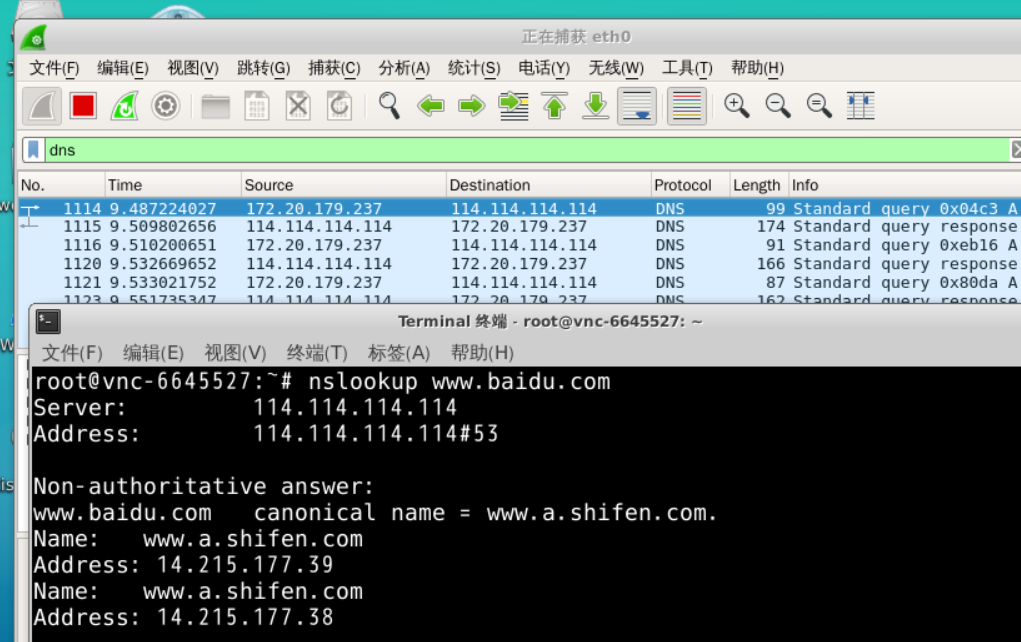 正在捕获 eth0
文件(F) 编辑(E) 视图(V) 跳转(G) 捕获(C) 分析(A) 统计(S) 电话(Y) 无线(W) 工具(T) 帮助(H)
dns
No. Time Source Destination Protocol Length Info
1114 9.487224027 172.20.179.237 114.114.114.114 DNS 99 Standard query 0x04c3 A
1115 9.509802656 114.114.114.114 172.20.179.237 DNS 174 Standard query response
1116 9.510200651 172.20.179.237 114.114.114.114 DNS 91 Standard query 0xeb16 A
1120 9.532669652 114.114.114.114 172.20.179.237 DNS 166 Standard query response
1121 9.533021752 172.20.179.237 114.114.114.114 DNS 87 Standard query 0x80da A
1123 9.551735347 114.114.114.114 172.20.179.237 DNS 162 Standard query response
Terminal 终端 - root@vnc-6645527: ~
文件(F) 编辑(E) 视图(V) 终端(T) 标签(A) 帮助(H)
root@vnc-6645527:~# nslookup www.baidu.com
Server: 114.114.114.114
Address: 114.114.114.114#53
Non-authoritative answer:
www.baidu.com canonical name = www.a.shifen.com.
Name: www.a.shifen.com
Address: 14.215.177.39
Name: www.a.shifen.com
Address: 14.215.177.38